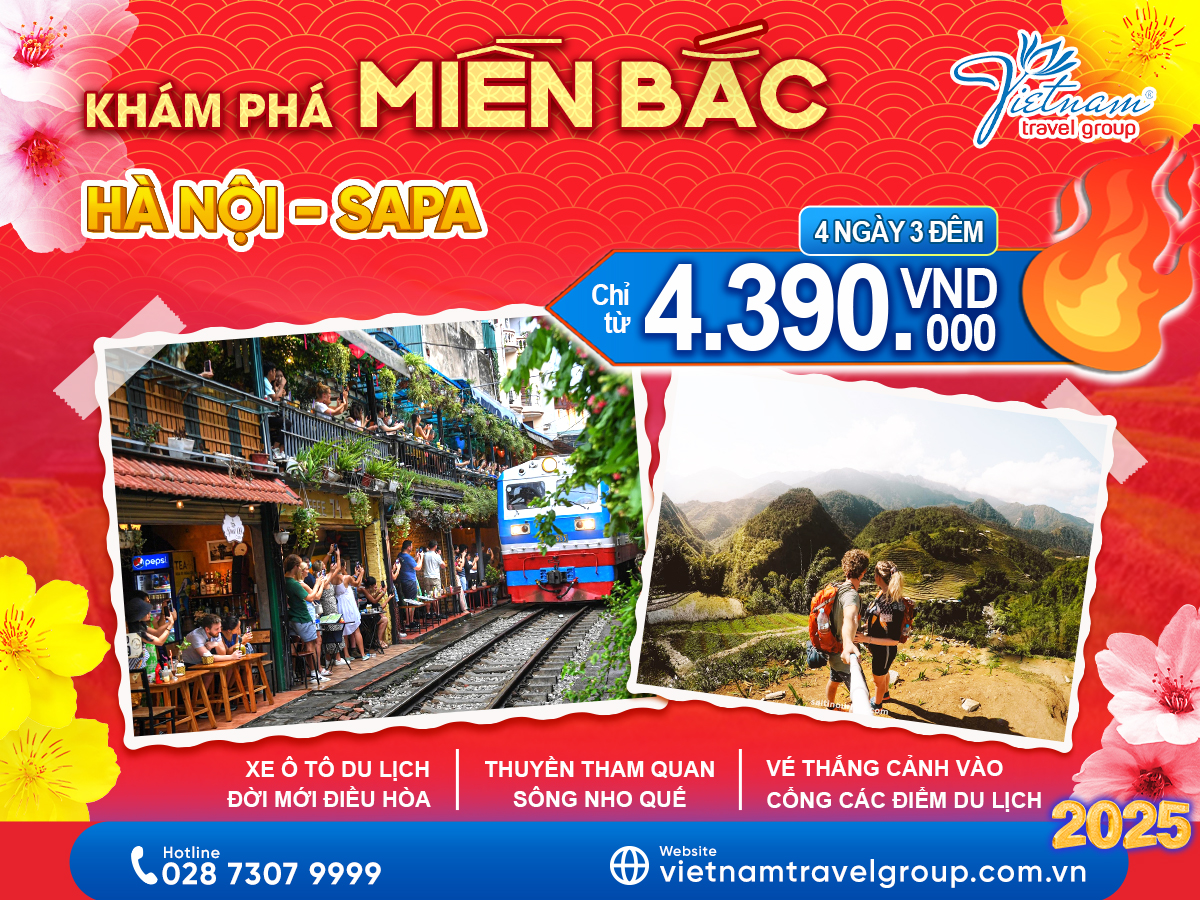 KHÁM PHÁ MIỀN BẮC
Vietnam®
travel group
HÀ NỘI - SAPA
4 NGÀY 3 ĐÊM
Chỉ từ
4.390.000 VND
pepsi
XE Ô TÔ DU LỊCH
ĐỜI MỚI ĐIỀU HÒA
THUYỀN THAM QUAN
SÔNG NHO QUẾ
VÉ THẮNG CẢNH VÀO
CỔNG CÁC ĐIỂM DU LỊCH
2025
Hotline
028 7307 9999
Website
vietnamtravelgroup.com.vn